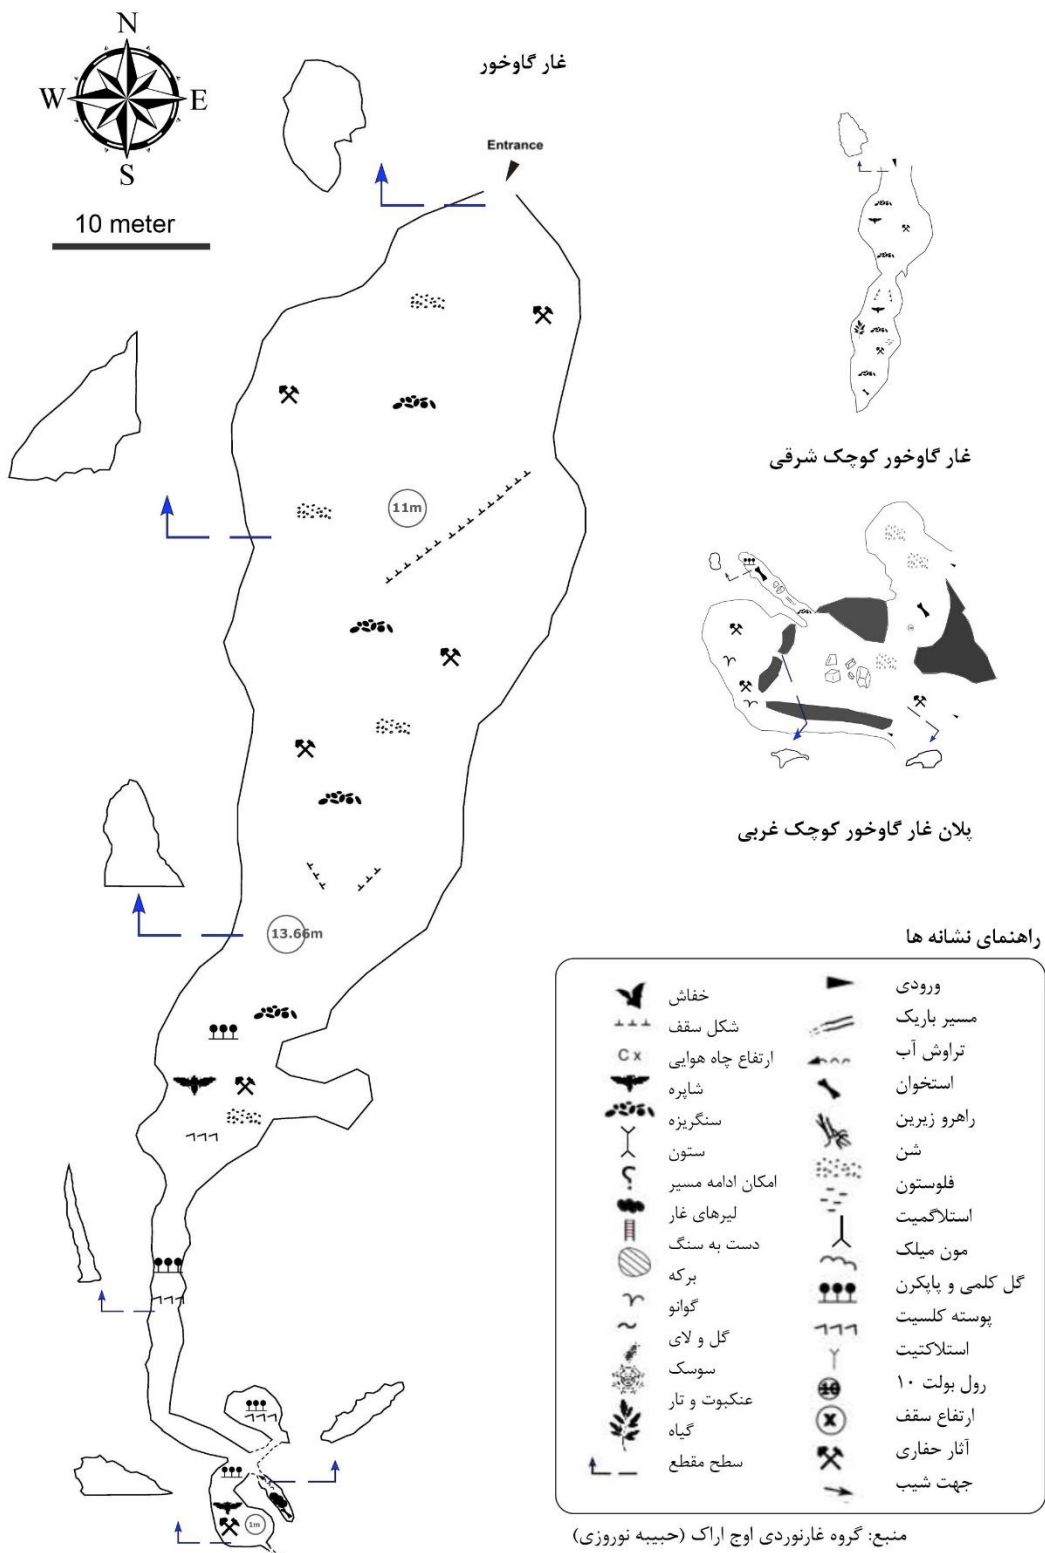 N
W E
S
10 meter
غار گاوخور
Entrance
11m
13.66m
1m
غار گاوخور کوچک شرقی
پلان غار گاوخور کوچک غربی
راهنمای نشانه ها
ورودی
مسیر باریک
تراوش آب
استخوان
راهرو زیرین
شن
فلوستون
استلاگمیت
مون میلک
گل کلمی و پاپکرن
پوسته کلسیت
استلاکتیت
رول بولت ۱۰
ارتفاع سقف
آثار حفاری
جهت شیب
خفاش
شکل سقف
Cx ارتفاع چاه هوایی
شاپره
سنگریزه
ستون
? امکان ادامه مسیر
لیرهای غار
دست به سنگ
برکه
گوانو
گل و لای
سوسک
عنکبوت و تار
گیاه
سطح مقطع
10
X
منبع: گروه غارنوردی اوج اراک (حبیبه نوروزی)